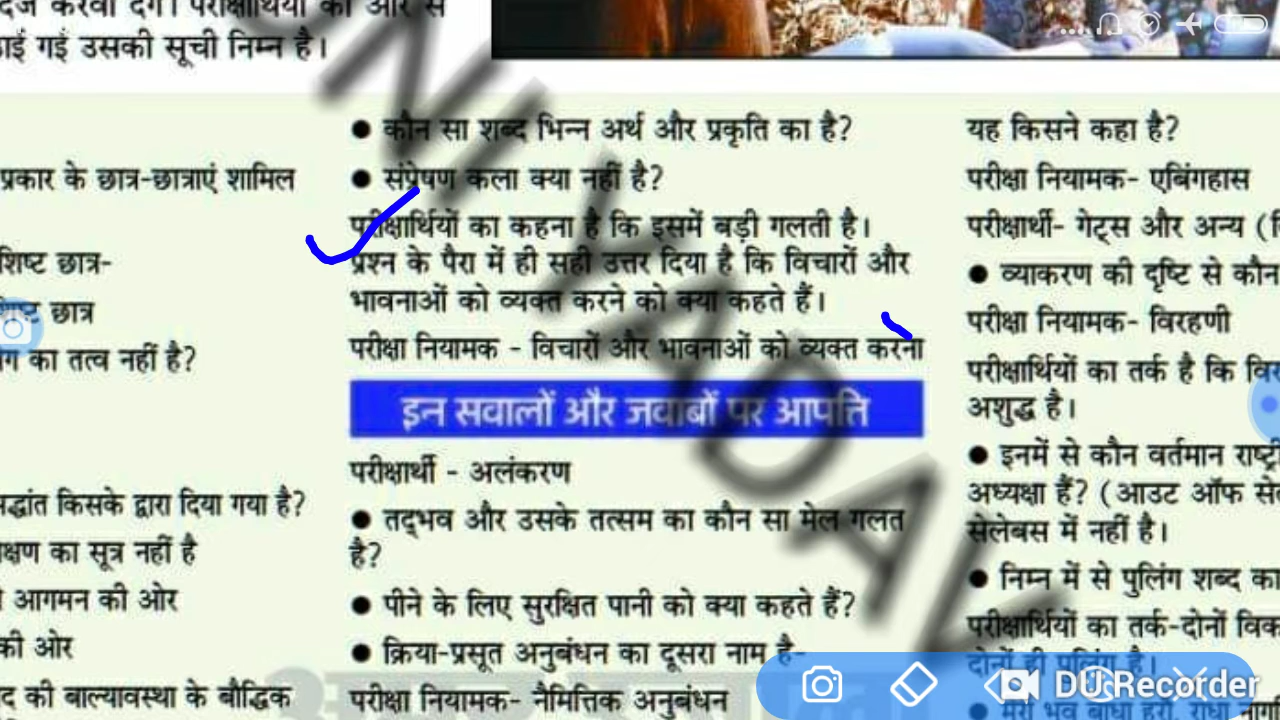 दर्ज करवा देंगे। परीक्षार्थियों की ओर से
गई उसकी सूची निम्न है।
प्रकार के छात्र-छात्राएं शामिल
छात्र-
छात्र
का तत्व नहीं है?
किसके द्वारा दिया गया है?
का सूत्र नहीं है
आगमन की ओर
की ओर
की बाल्यावस्था के बौद्धिक
● कौन सा शब्द भिन्न अर्थ और प्रकृति का है?
● संप्रेषण कला क्या नहीं है?
परीक्षार्थियों का कहना है कि इसमें बड़ी गलती है।
प्रश्न के पैरा में ही सही उत्तर दिया है कि विचारों और
भावनाओं को व्यक्त करने को क्या कहते हैं।
परीक्षा नियामक - विचारों और भावनाओं को व्यक्त करना
इन सवालों और जवाबों पर आपत्ति
परीक्षार्थी - अलंकरण
● तद्भव और उसके तत्सम का कौन सा मेल गलत
है?
● पीने के लिए सुरक्षित पानी को क्या कहते हैं?
● क्रिया-प्रसूत अनुबंधन का दूसरा नाम है-
परीक्षा नियामक- नैमित्तिक अनुबंधन
यह किसने कहा है?
परीक्षा नियामक- एबिंगहास
परीक्षार्थी- गेट्स और अन्य
● व्याकरण की दृष्टि से कौन
परीक्षा नियामक- विरहणी
परीक्षार्थियों का तर्क है कि
अशुद्ध है।
● इनमें से कौन वर्तमान
अध्यक्षा हैं? (आउट ऑफ
सेलेबस में नहीं है।
● निम्न में से पुलिंग शब्द का
परीक्षार्थियों का तर्क-दोनों
दोनों ही पुलिंग है।
● मेरी भव बाधा हरो, राधा
DU Recorder